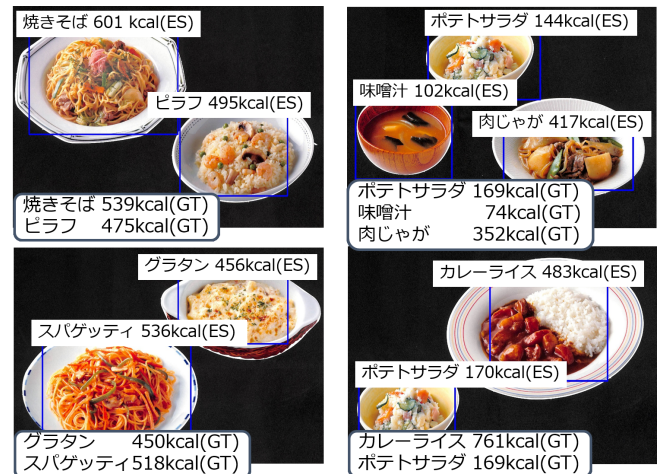 焼きそば 601 kcal(ES)
ピラフ 495kcal(ES)
焼きそば 539kcal(GT)
ピラフ 475kcal(GT)
ポテトサラダ 144kcal(ES)
味噌汁 102kcal(ES)
肉じゃが 417kcal(ES)
ポテトサラダ 169kcal(GT)
味噌汁 74kcal(GT)
肉じゃが 352kcal(GT)
グラタン 456kcal(ES)
スパゲッティ 536kcal(ES)
グラタン 450kcal(GT)
スパゲッティ518kcal(GT)
カレーライス 483kcal(ES)
ポテトサラダ 170kcal(ES)
カレーライス 761kcal(GT)
ポテトサラダ 169kcal(GT)